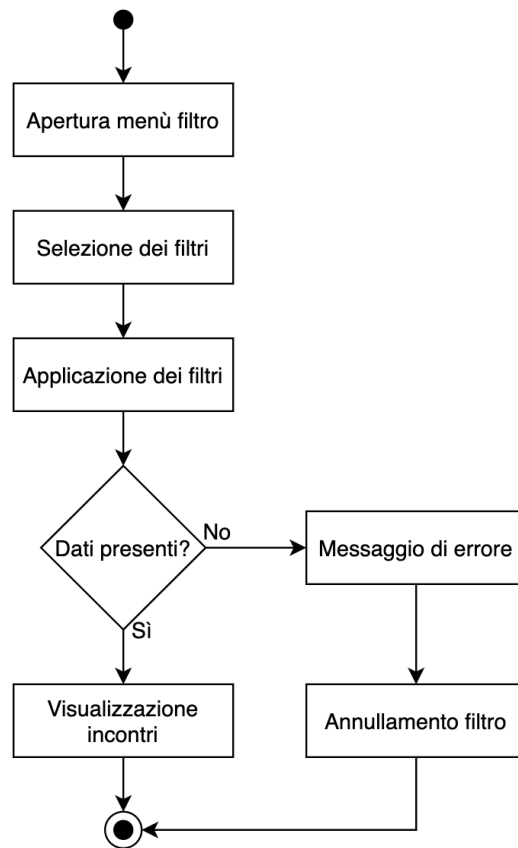 Apertura menù filtro
Selezione dei filtri
Applicazione dei filtri
Dati presenti?
No
Messaggio di errore
Sì
Visualizzazione
incontri
Annullamento filtro